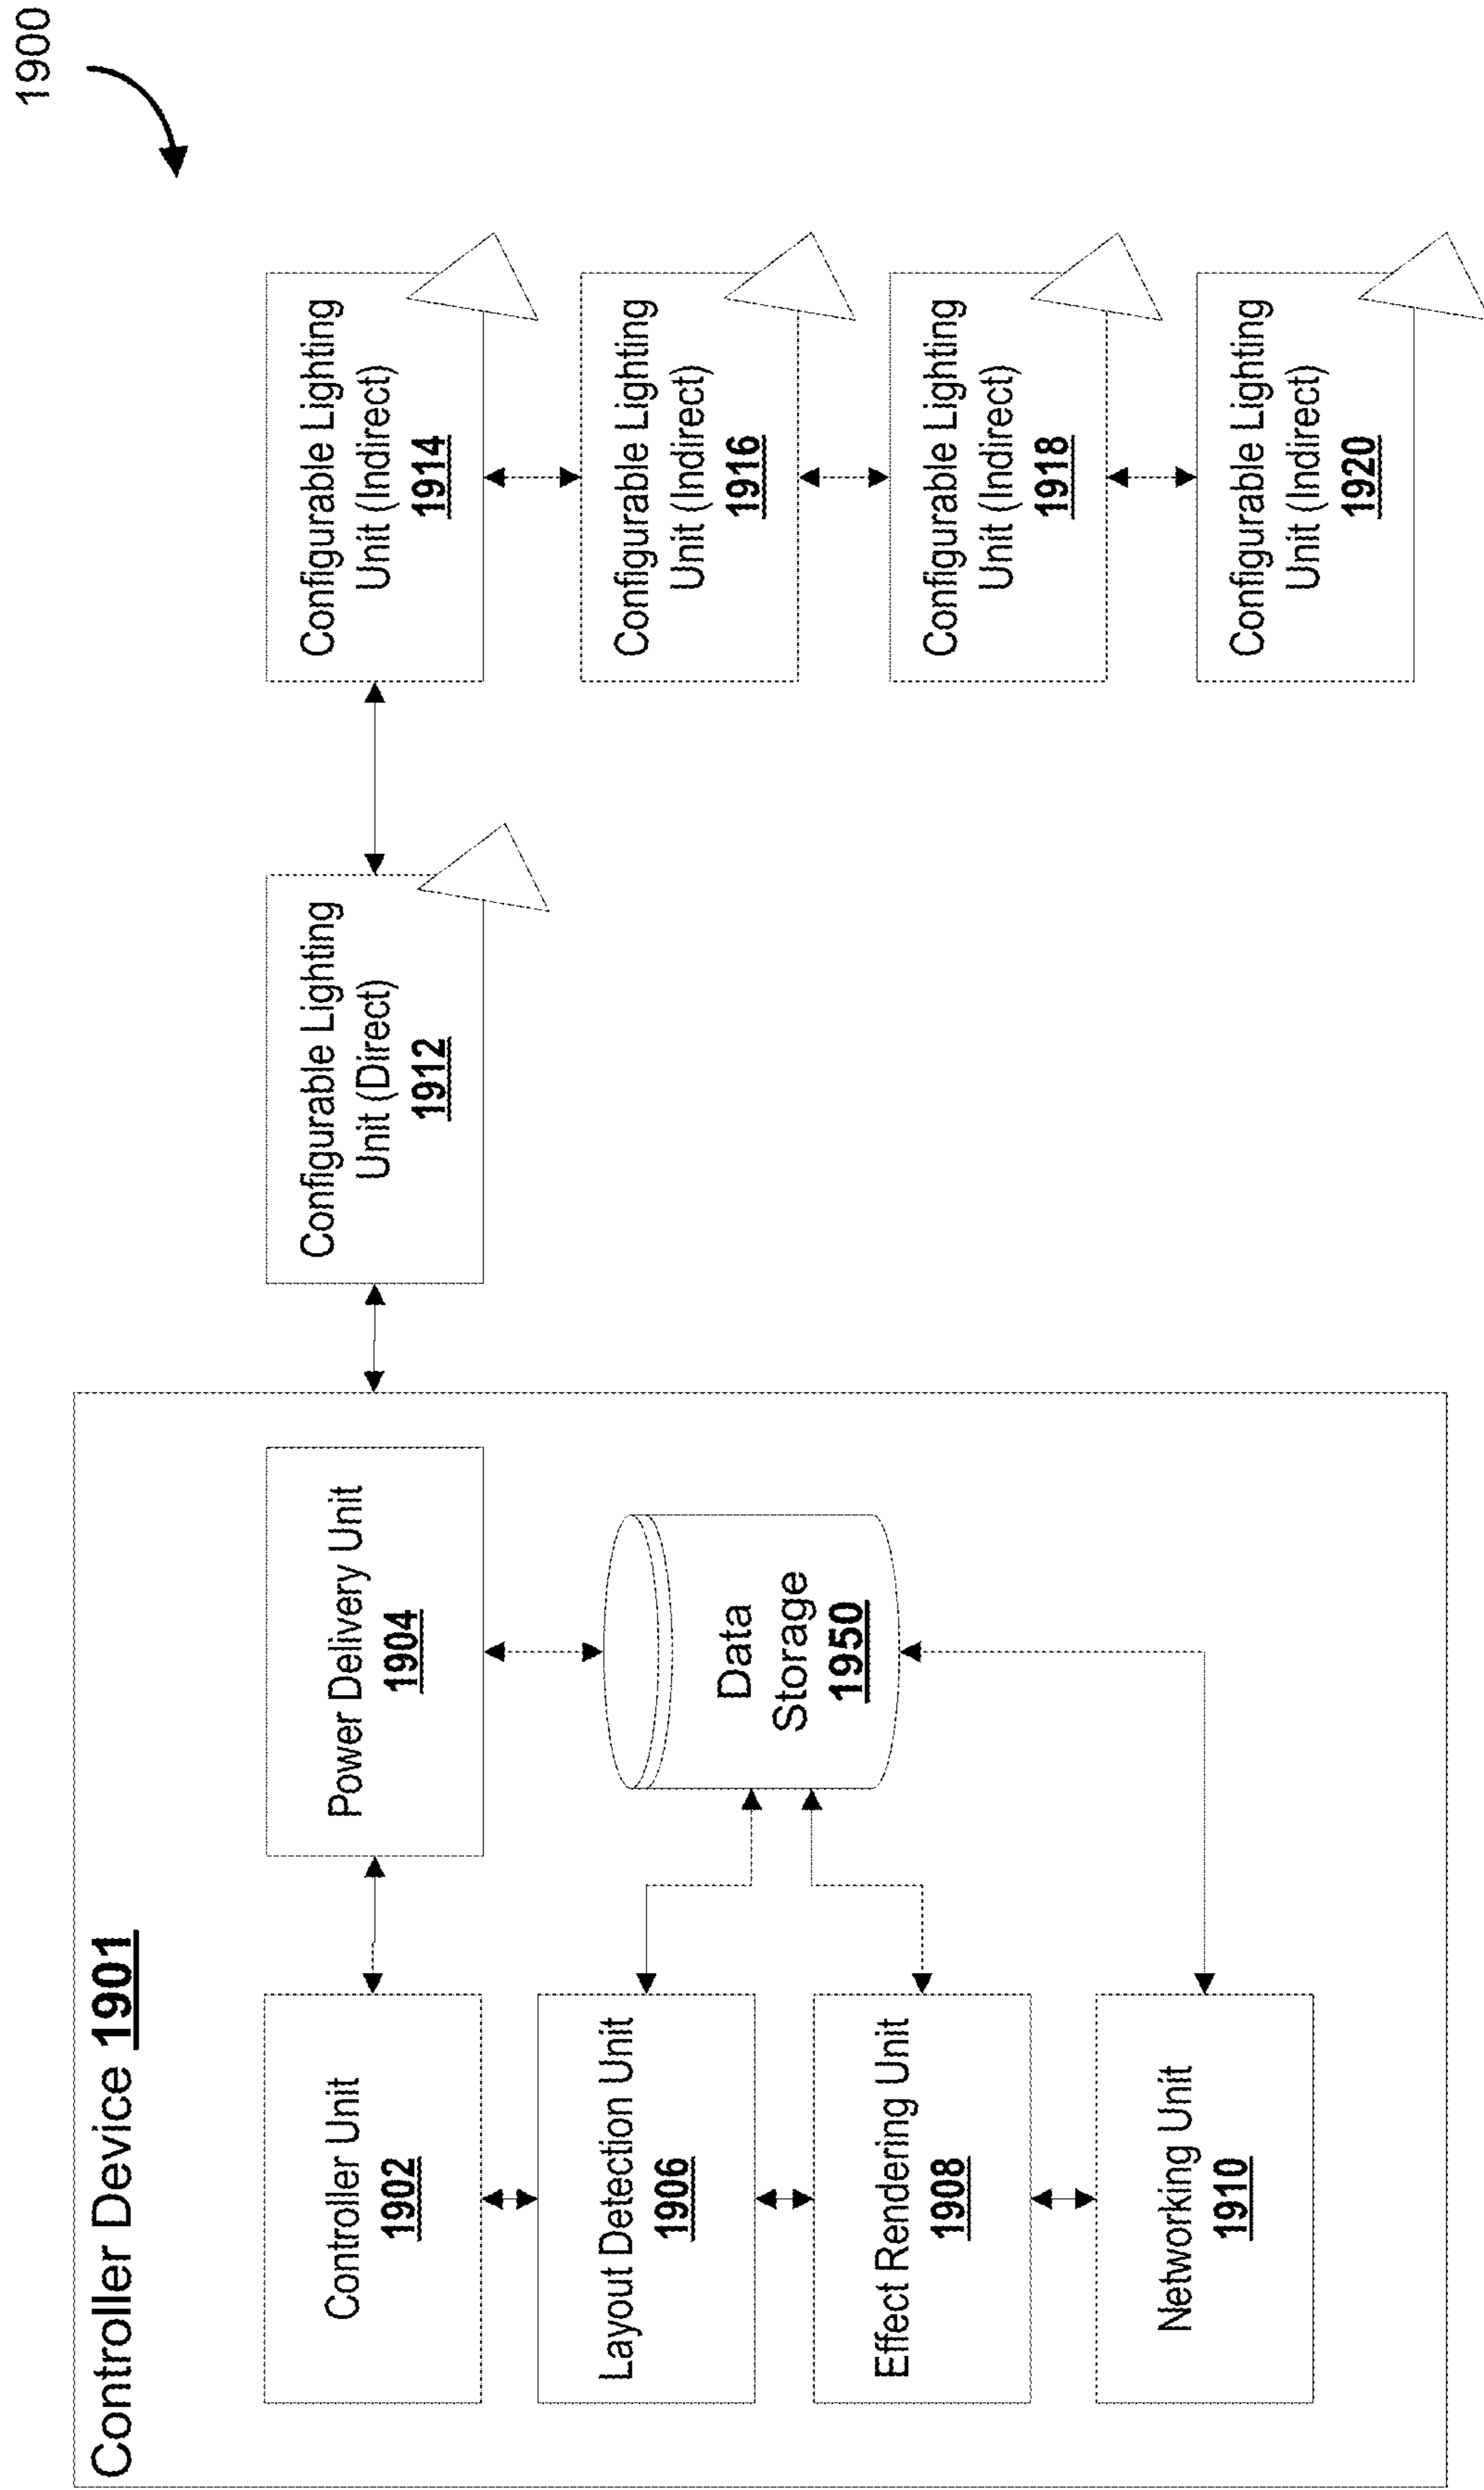 1900
Controller Device 1901
Controller Unit
1902
Power Delivery Unit
1904
Layout Detection Unit
1906
Effect Rendering Unit
1908
Networking Unit
1910
Data
Storage
1950
Configurable Lighting
Unit (Direct)
1912
Configurable Lighting
Unit (Indirect)
1914
Configurable Lighting
Unit (Indirect)
1916
Configurable Lighting
Unit (Indirect)
1918
Configurable Lighting
Unit (Indirect)
1920